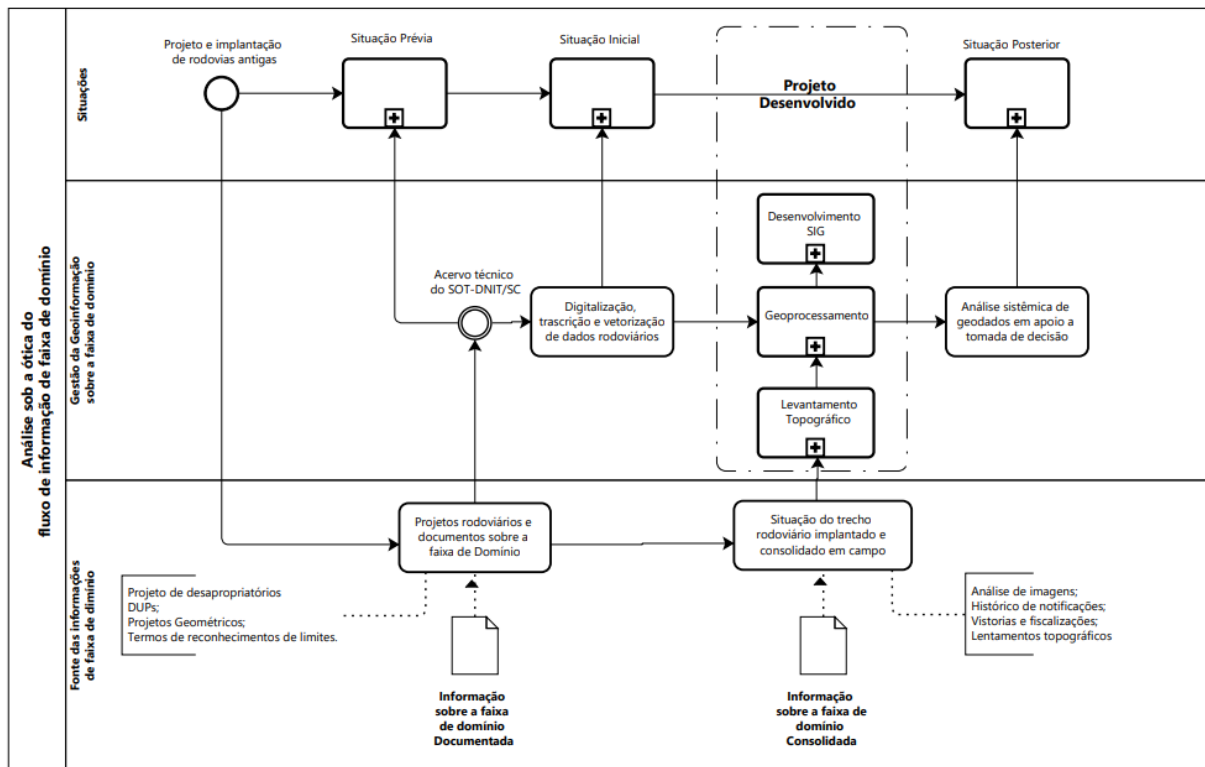 Análise sob a ótica do
fluxo de informação de faixa de domínio
Situações
Projeto e implantação
de rodovias antigas
Situação Prévia
Situação Inicial
Projeto
Desenvolvido
Situação Posterior
Gestão da Geoinformação
sobre a faixa de domínio
Acervo técnico
do SOT-DNIT/SC
Digitalização,
trascrição e vetorização
de dados rodoviários
Desenvolvimento
SIG
Geoprocessamento
Levantamento
Topográfico
Análise sistêmica de
geodados em apoio a
tomada de decisão
Fonte das informações
de faixa de dimínio
Projetos rodoviários e
documentos sobre a
faixa de Domínio
Situação do trecho
rodoviário implantado e
consolidado em campo
Projeto de desapropriatórios
DUPs;
Projetos Geométricos;
Termos de reconhecimentos de limites.
Análise de imagens;
Histórico de notificações;
Vistorias e fiscalizações;
Lentamentos topográficos
Informação
sobre a faixa
de domínio
Documentada
Informação
sobre a faixa de
domínio
Consolidada